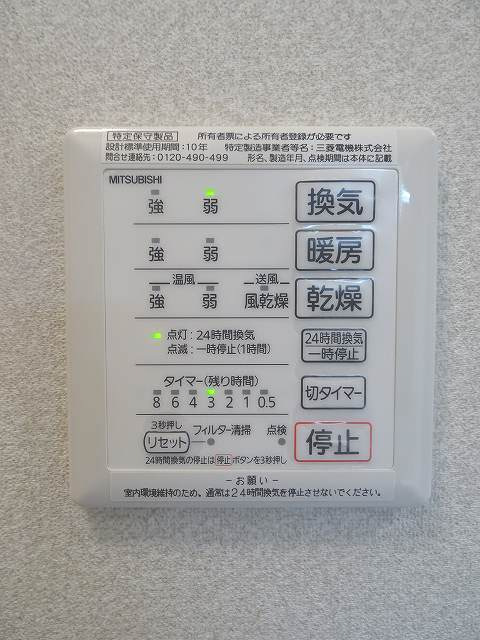 特定保守製品 所有者票による所有者登録が必要です
設計標準使用期間:10年 特定製造事業者等名:三菱電機株式会社
問合せ連絡先:0120-490-499 形名、製造年月、点検期間は本体に記載
MITSUBISHI
強 弱 換気
強 弱 暖房
温風 送風
強 弱 風乾燥 乾燥
点灯:24時間換気
点滅:一時停止(1時間)
24時間換気
一時停止
タイマー(残り時間)
8 6 4 3 2 1 0.5
切タイマー
3秒押し
リセット フィルター清掃 点検 停止
24時間換気の停止は停止ボタンを3秒押し
-お願い-
室内環境維持のため、通常は24時間換気を停止させないでください。